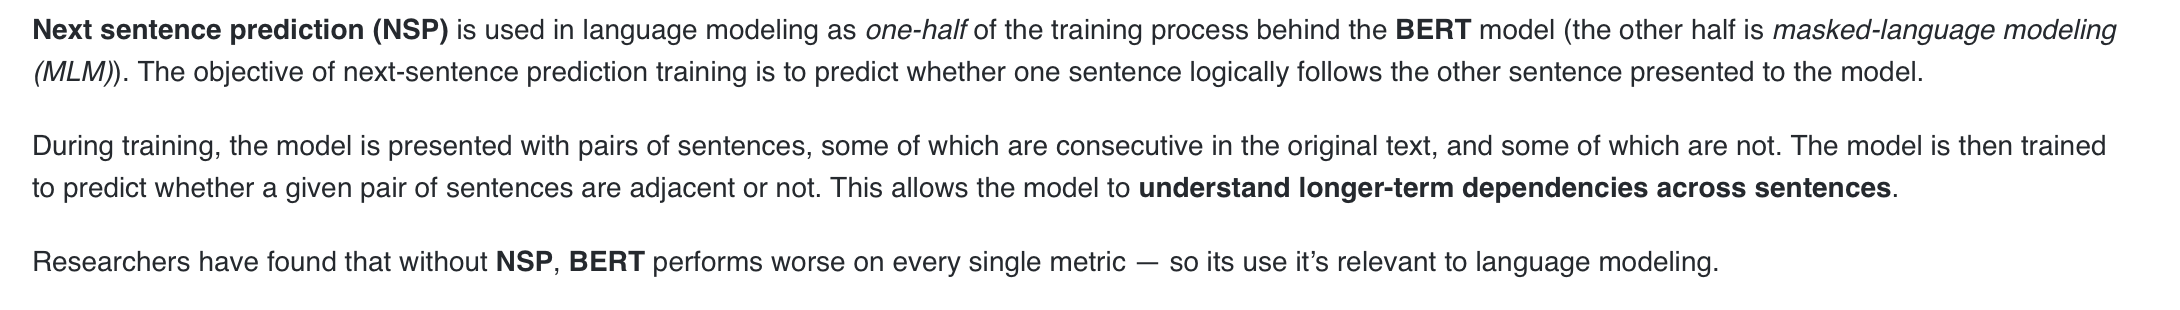 Next sentence prediction (NSP) is used in language modeling as one-half of the training process behind the BERT model (the other half is masked-language modeling
(MLM)). The objective of next-sentence prediction training is to predict whether one sentence logically follows the other sentence presented to the model.
During training, the model is presented with pairs of sentences, some of which are consecutive in the original text, and some of which are not. The model is then trained
to predict whether a given pair of sentences are adjacent or not. This allows the model to understand longer-term dependencies across sentences.
Researchers have found that without NSP, BERT performs worse on every single metric — so its use it’s relevant to language modeling.